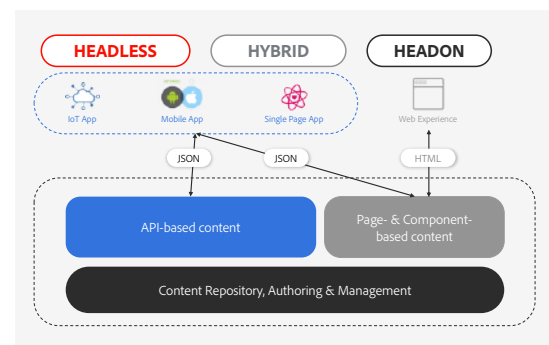 HEADLESS
HYBRID
HEADON
IoT App
Mobile App
Single Page App
Web Experience
JSON
JSON
HTML
API-based content
Page- & Component-
based content
Content Repository, Authoring & Management